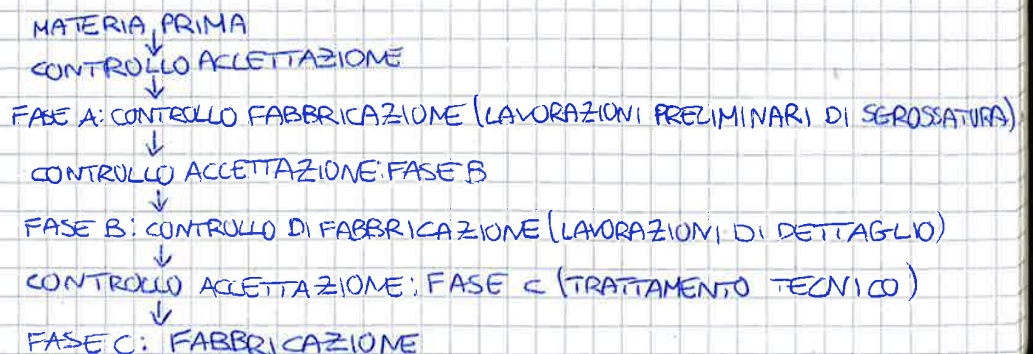 MATERIA PRIMA
↓
CONTROLLO ACCETTAZIONE
↓
FASE A: CONTROLLO FABBRICAZIONE (LAVORAZIONI PRELIMINARI DI SGROSSATURA)
↓
CONTROLLO ACCETTAZIONE: FASE B
↓
FASE B: CONTROLLO DI FABBRICAZIONE (LAVORAZIONI DI DETTAGLIO)
↓
CONTROLLO ACCETTAZIONE: FASE C (TRATTAMENTO TECNICO)
↓
FASE C: FABBRICAZIONE